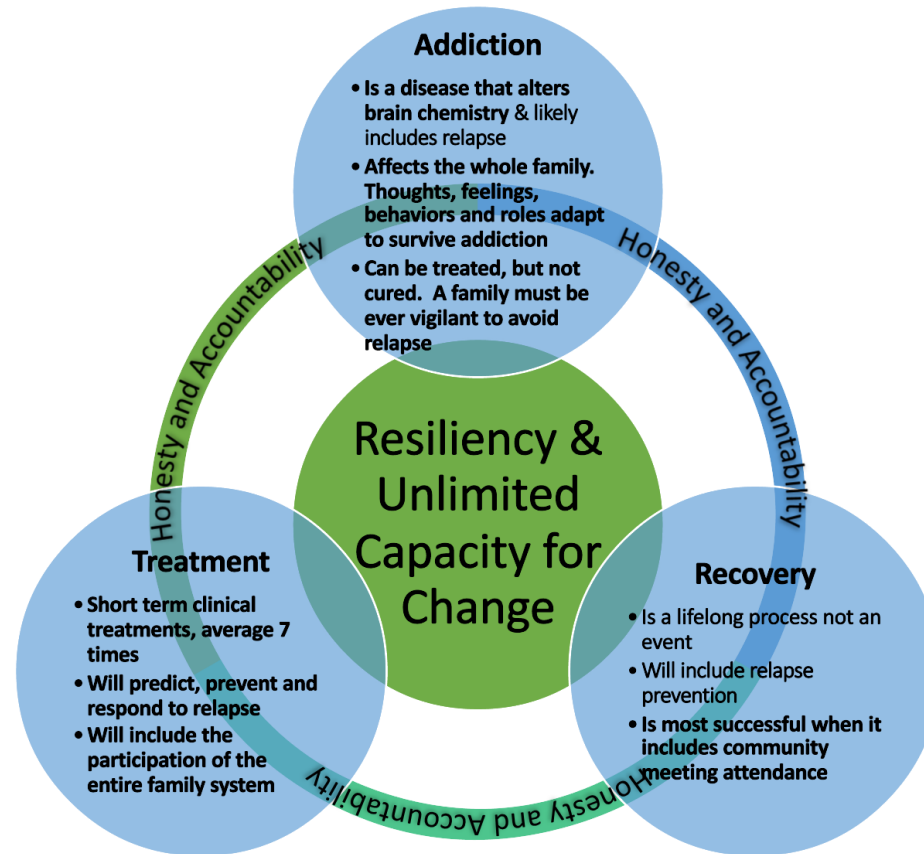 Addiction
• Is a disease that alters
brain chemistry & likely
includes relapse
• Affects the whole family.
Thoughts, feelings,
behaviors and roles adapt
to survive addiction
• Can be treated, but not
cured. A family must be
ever vigilant to avoid
relapse
Honesty and Accountability
Honesty and Accountability
Resiliency &
Unlimited
Capacity for
Change
Treatment
• Short term clinical
treatments, average 7
times
• Will predict, prevent and
respond to relapse
• Will include the
participation of the
entire family system
Recovery
• Is a lifelong process not an
event
• Will include relapse
prevention
• Is most successful when it
includes community
meeting attendance
Honesty and Accountability